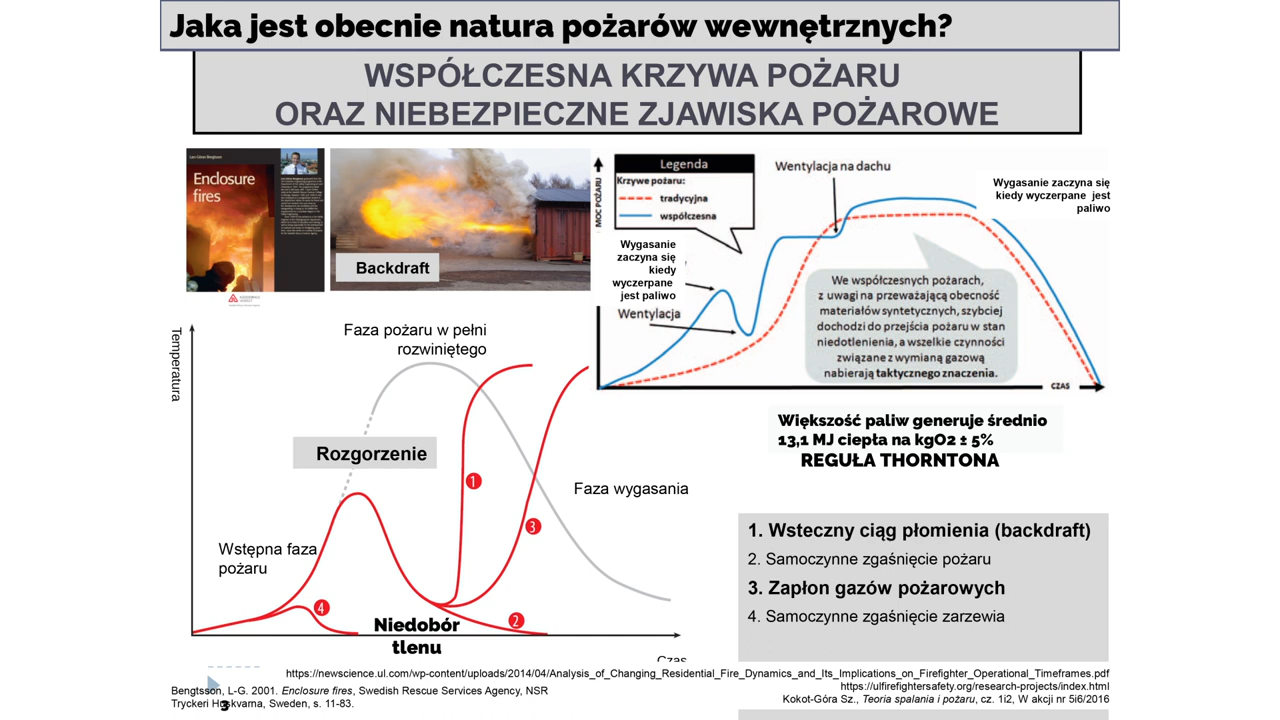 Jaka jest obecnie natura pożarów wewnętrznych?
WSPÓŁCZESNA KRZYWA POŻARU
ORAZ NIEBEZPIECZNE ZJAWISKA POŻAROWE
Enclosure
fires
Backdraft
MOC POŻARU
Legenda
Krzywe pożaru:
tradycyjna
współczesna
Wentylacja na dachu
Wygasanie zaczyna się
kiedy wyczerpane jest
paliwo
Wygasanie
zaczyna się
kiedy
wyczerpane
jest paliwo
Wentylacja
We współczesnych pożarach,
z uwagi na przeważającą obecność
materiałów syntetycznych, szybciej
dochodzi do przejścia pożaru w stan
niedotlenienia, a wszelkie czynności
związane z wymianą gazową
nabierają taktycznego znaczenia.
CZAS
Temperatura
Faza pożaru w pełni
rozwiniętego
Rozgorzenie
Faza wygasania
Wstępna faza
pożaru
1
3
4
2
Niedobór
tlenu
Czas
Większość paliw generuje średnio
13,1 MJ ciepła na kgO2 ± 5%
REGUŁA THORNTONA
1. Wsteczny ciąg płomienia (backdraft)
2. Samoczynne zgaśnięcie pożaru
3. Zapłon gazów pożarowych
4. Samoczynne zgaśnięcie zarzewia
https://newscience.ul.com/wp-content/uploads/2014/04/Analysis_of_Changing_Residential_Fire_Dynamics_and_Its_Implications_on_Firefighter_Operational_Timeframes.pdf
https://ulfirefightersafety.org/research-projects/index.html
Kokot-Góra Sz., Teoria spalania i pożaru, cz. 1i2, W akcji nr 5i6/2016
Bengtsson, L-G. 2001. Enclosure fires, Swedish Rescue Services Agency, NSR
Tryckeri Huskvarna, Sweden, s. 11-83.
3